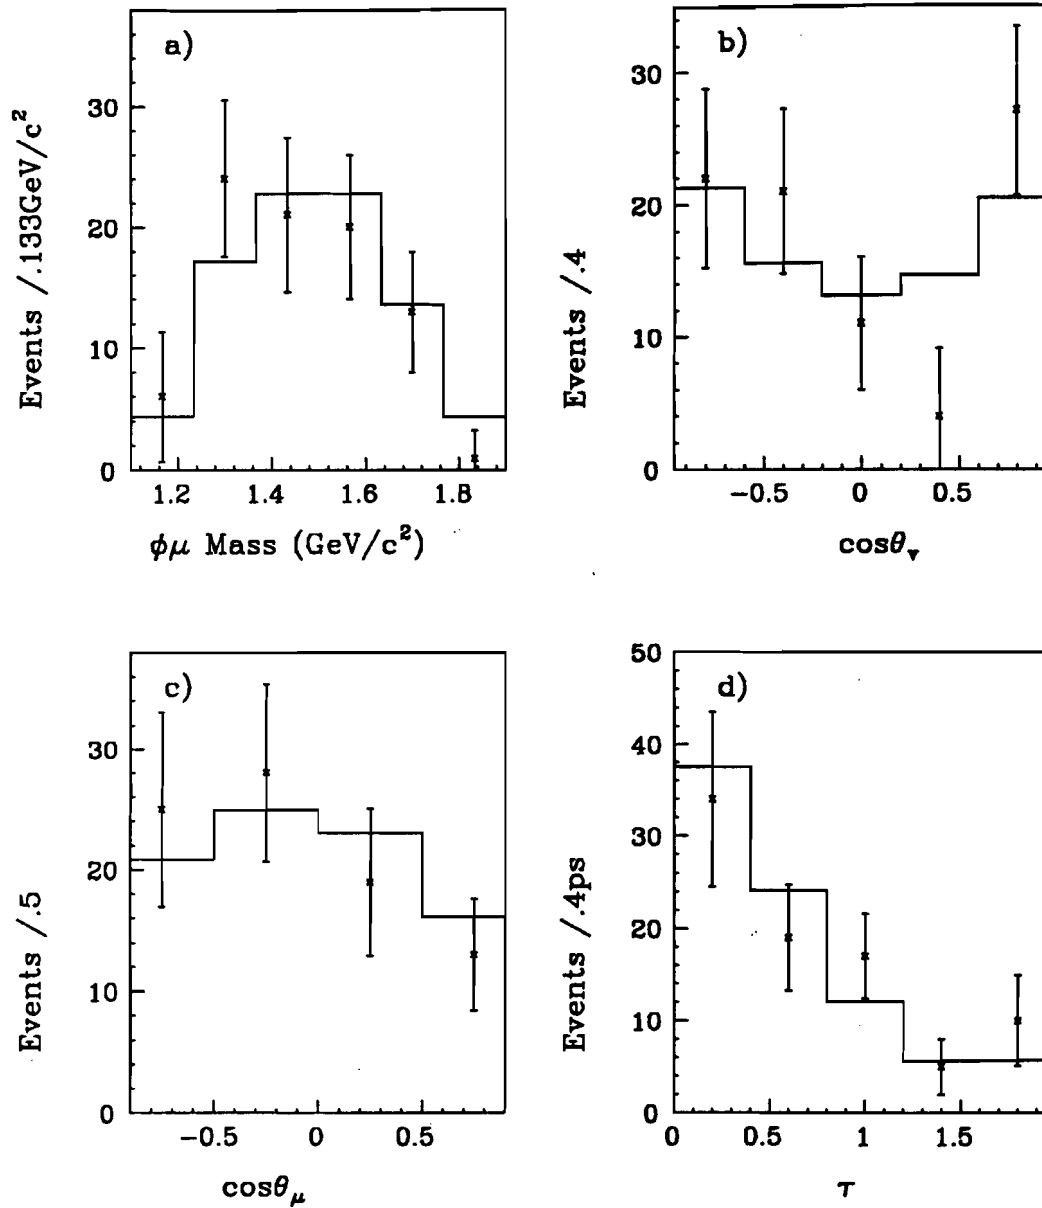 a)
Events /.133GeV/c²
30
20
10
0
1.2 1.4 1.6 1.8
ϕμ Mass (GeV/c²)
b)
Events /.4
30
20
10
0
−0.5 0 0.5
cosθᵥ
c)
Events /.5
30
20
10
0
−0.5 0 0.5
cosθμ
d)
Events /.4ps
50
40
30
20
10
0
0 0.5 1 1.5
τ